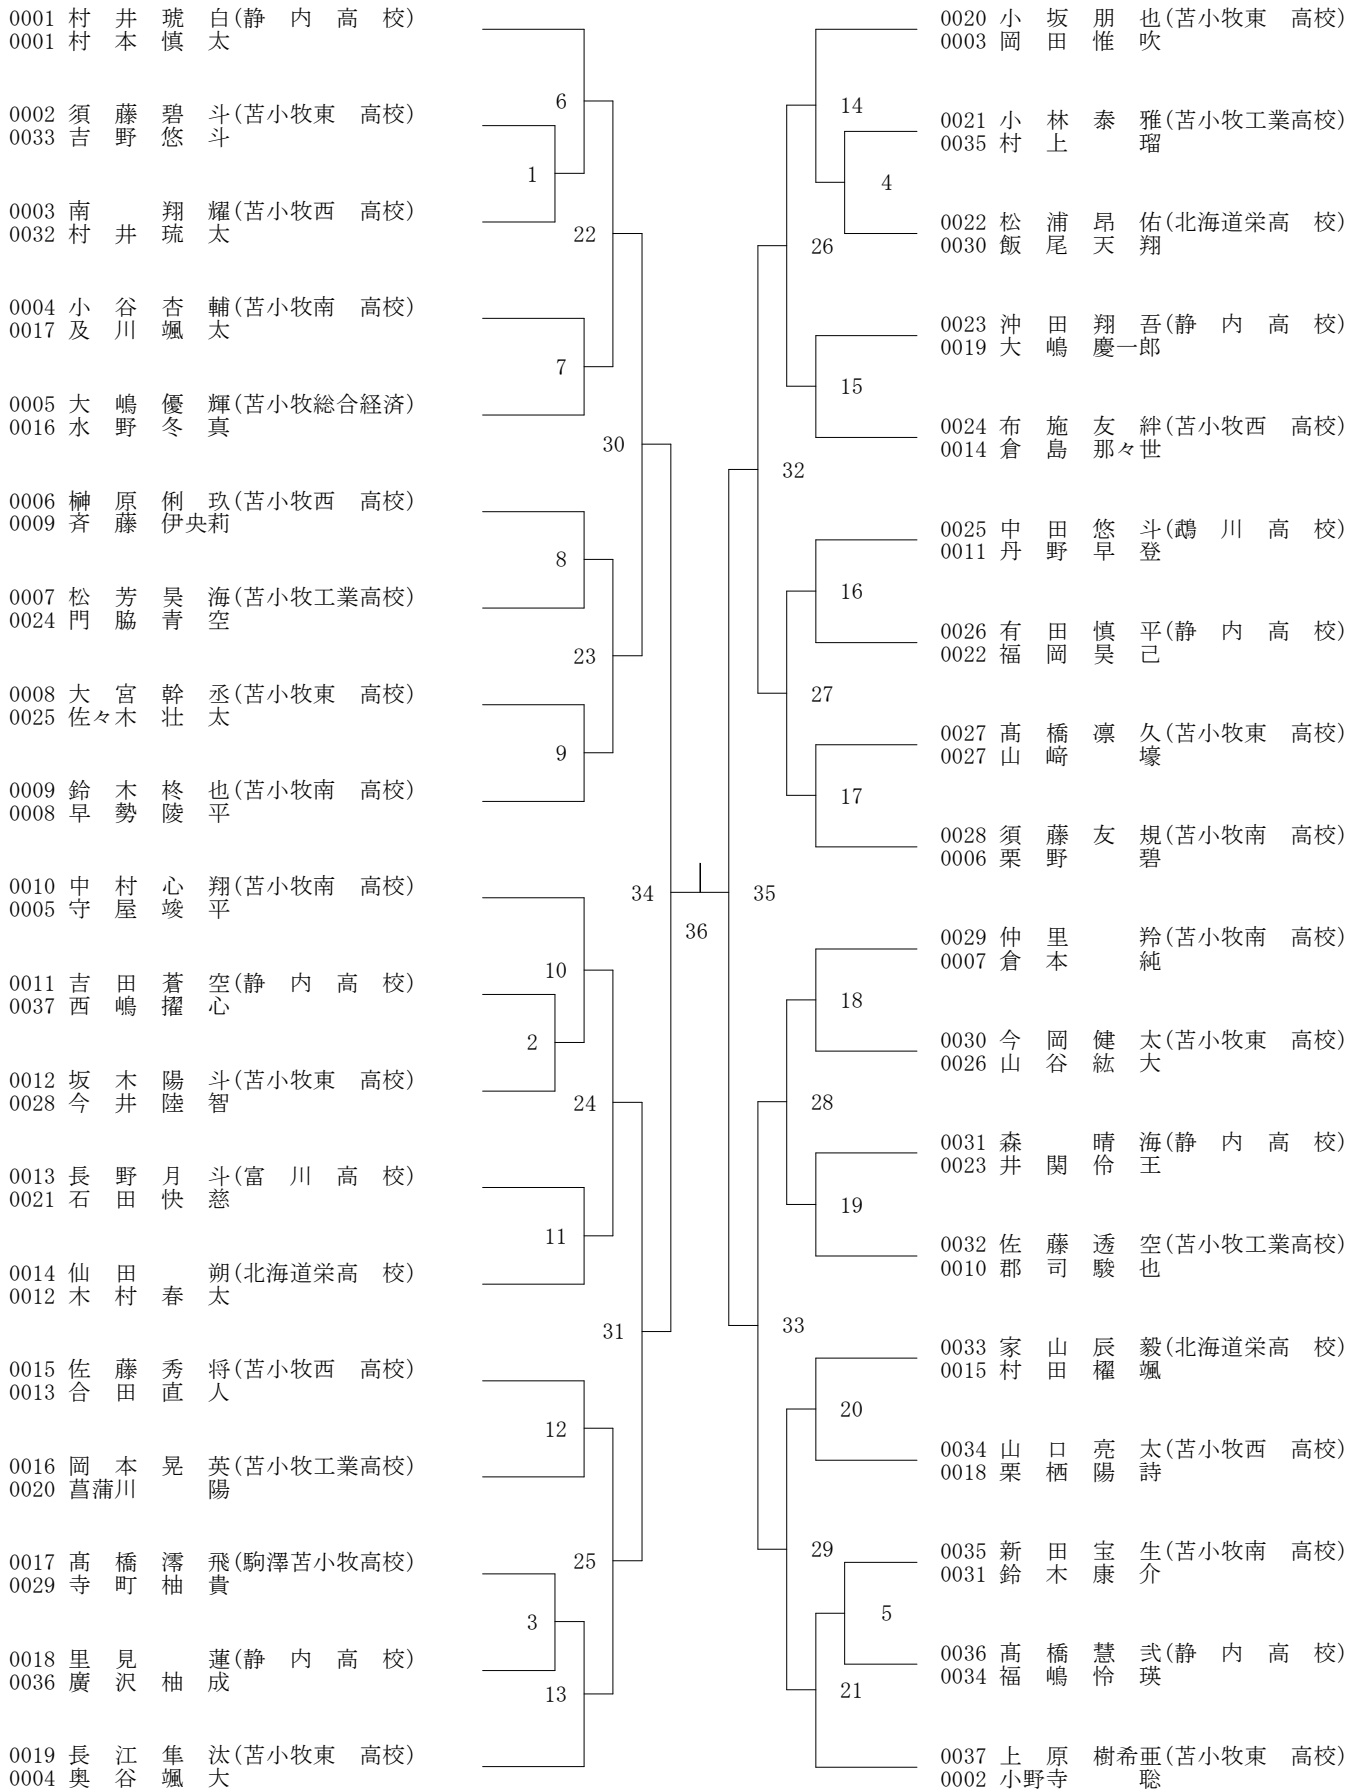 0001 村　井　琥　白(静　内　高　校)
0001 村　本　慎　太
0002 須　藤　碧　斗(苫小牧東　高校)
0033 吉　野　悠　斗
0003 南　　　翔　耀(苫小牧西　高校)
0032 村　井　琉　太
0004 小　谷　杏　輔(苫小牧南　高校)
0017 及　川　颯　太
0005 大　嶋　優　輝(苫小牧総合経済)
0016 水　野　冬　真
0006 榊　原　俐　玖(苫小牧西　高校)
0009 斉　藤　伊央莉
0007 松　芳　昊　海(苫小牧工業高校)
0024 門　脇　青　空
0008 大　宮　幹　丞(苫小牧東　高校)
0025 佐々木　壮　太
0009 鈴　木　柊　也(苫小牧南　高校)
0008 早　勢　陵　平
0010 中　村　心　翔(苫小牧南　高校)
0005 守　屋　竣　平
0011 吉　田　蒼　空(静　内　高　校)
0037 西　嶋　擢　心
0012 坂　木　陽　斗(苫小牧東　高校)
0028 今　井　陸　智
0013 長　野　月　斗(富　川　高　校)
0021 石　田　快　慈
0014 仙　田　　　朔(北海道栄高　校)
0012 木　村　春　太
0015 佐　藤　秀　将(苫小牧西　高校)
0013 合　田　直　人
0016 岡　本　晃　英(苫小牧工業高校)
0020 菖蒲川　　　陽
0017 髙　橋　澪　飛(駒澤苫小牧高校)
0029 寺　町　柚　貴
0018 里　見　　　蓮(静　内　高　校)
0036 廣　沢　柚　成
0019 長　江　隼　汰(苫小牧東　高校)
0004 奥　谷　颯　大
6
1
22
7
30
8
23
9
34
10
2
24
11
31
12
25
3
13
36
14
4
26
15
32
16
27
17
35
18
28
19
33
20
29
5
21
0020 小　坂　朋　也(苫小牧東　高校)
0003 岡　田　惟　吹
0021 小　林　泰　雅(苫小牧工業高校)
0035 村　上　　　瑠
0022 松　浦　昂　佑(北海道栄高　校)
0030 飯　尾　天　翔
0023 沖　田　翔　吾(静　内　高　校)
0019 大　嶋　慶一郎
0024 布　施　友　絆(苫小牧西　高校)
0014 倉　島　那々世
0025 中　田　悠　斗(鵡　川　高　校)
0011 丹　野　早　登
0026 有　田　慎　平(静　内　高　校)
0022 福　岡　昊　己
0027 髙　橋　凛　久(苫小牧東　高校)
0027 山　﨑　　　壕
0028 須　藤　友　規(苫小牧南　高校)
0006 栗　野　　　碧
0029 仲　里　　　羚(苫小牧南　高校)
0007 倉　本　　　純
0030 今　岡　健　太(苫小牧東　高校)
0026 山　谷　紘　大
0031 森　　　晴　海(静　内　高　校)
0023 井　関　伶　王
0032 佐　藤　透　空(苫小牧工業高校)
0010 郡　司　駿　也
0033 家　山　辰　毅(北海道栄高　校)
0015 村　田　櫂　颯
0034 山　口　亮　太(苫小牧西　高校)
0018 栗　栖　陽　詩
0035 新　田　宝　生(苫小牧南　高校)
0031 鈴　木　康　介
0036 髙　橋　慧　弐(静　内　高　校)
0034 福　嶋　怜　瑛
0037 上　原　樹希亜(苫小牧東　高校)
0002 小野寺　　　聡